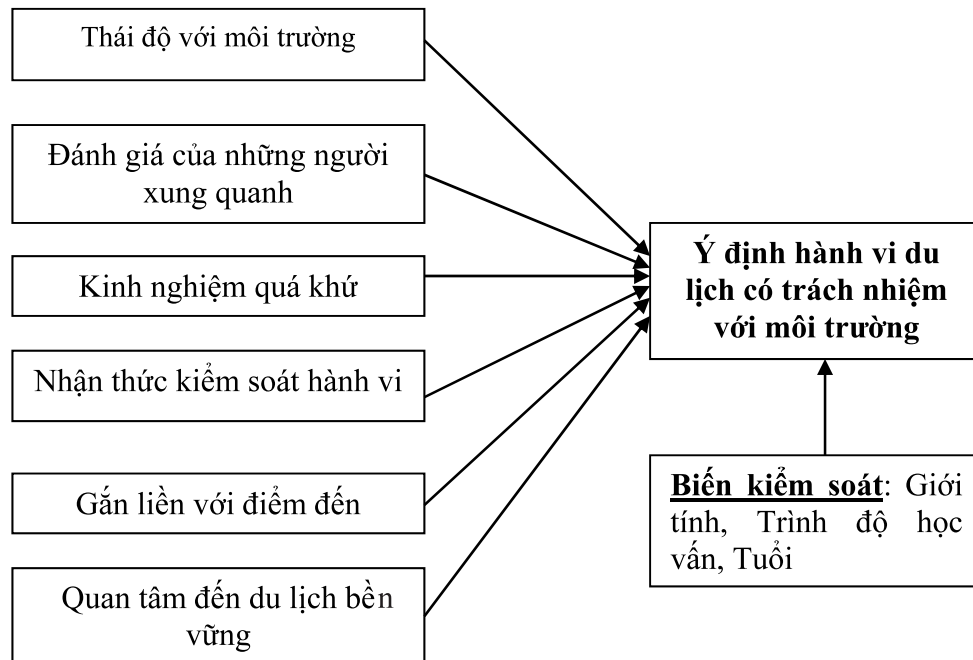 Thái độ với môi trường
Đánh giá của những người
xung quanh
Kinh nghiệm quá khứ
Nhận thức kiểm soát hành vi
Gắn liền với điểm đến
Quan tâm đến du lịch bền
vững
Ý định hành vi du
lịch có trách nhiệm
với môi trường
Biến kiểm soát: Giới
tính, Trình độ học
vấn, Tuổi